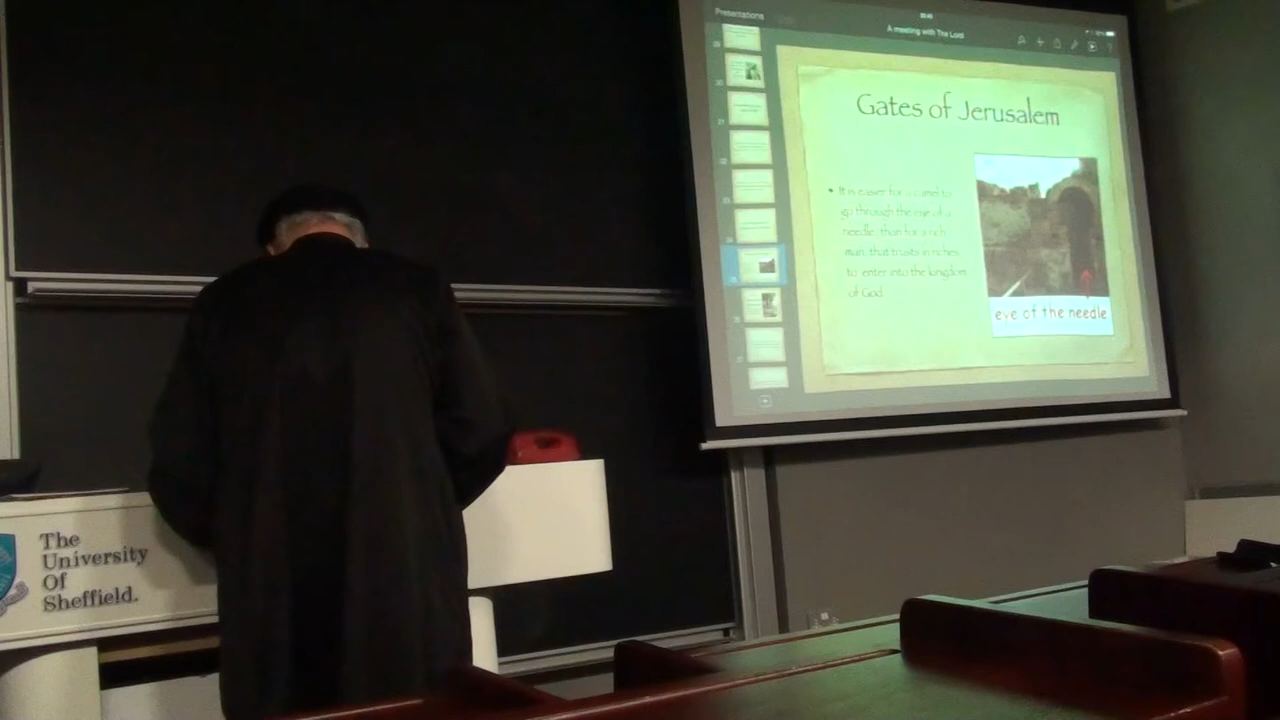 Presentations
A meeting with The Lord
Gates of Jerusalem
• It is easier for a camel to
go through the eye of a
needle, than for a rich
man, that trusts in riches
to enter into the kingdom
of God.
eye of the needle
The
University
Of
Sheffield.